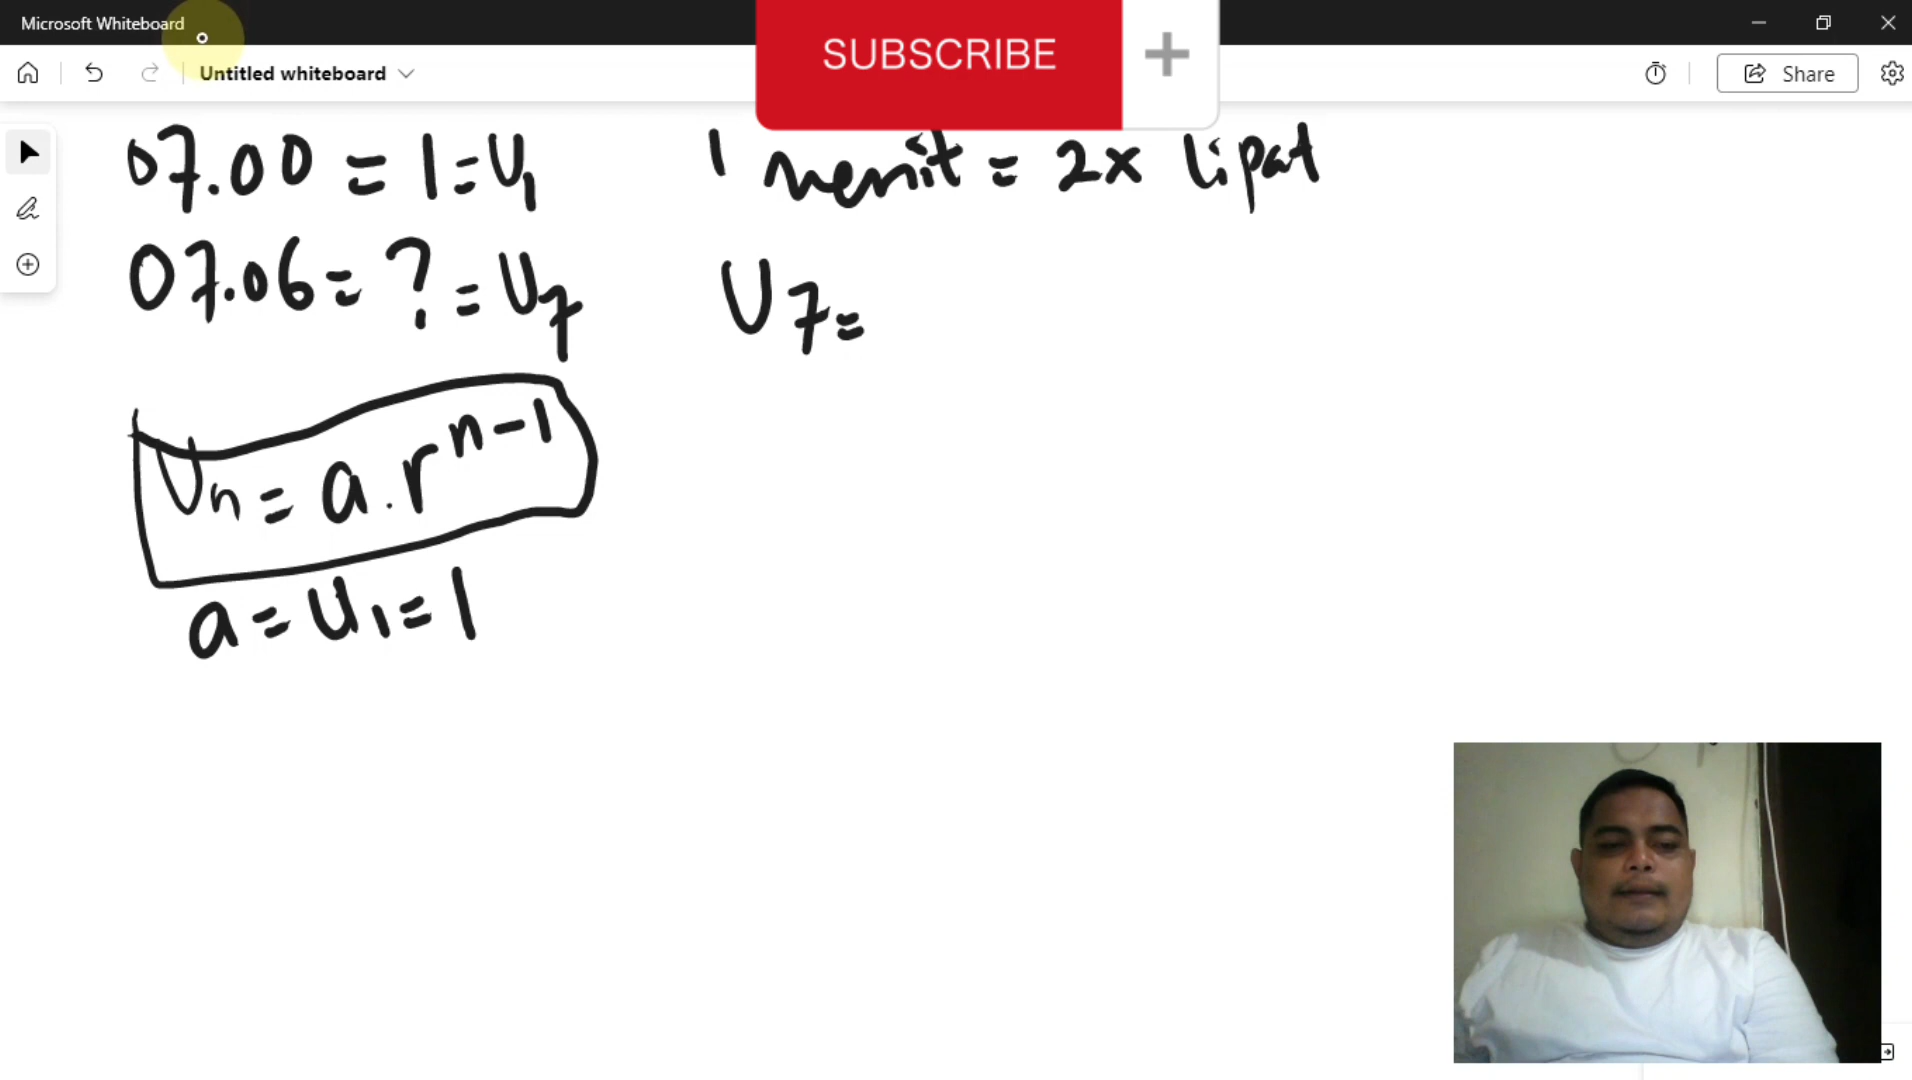 Microsoft Whiteboard
Untitled whiteboard
SUBSCRIBE +
Share
07.00 = 1 = U1
1 menit = 2x lipat
07.06 = ? = U7
U7 =
Un = a . r^n-1
a = U1 = 1